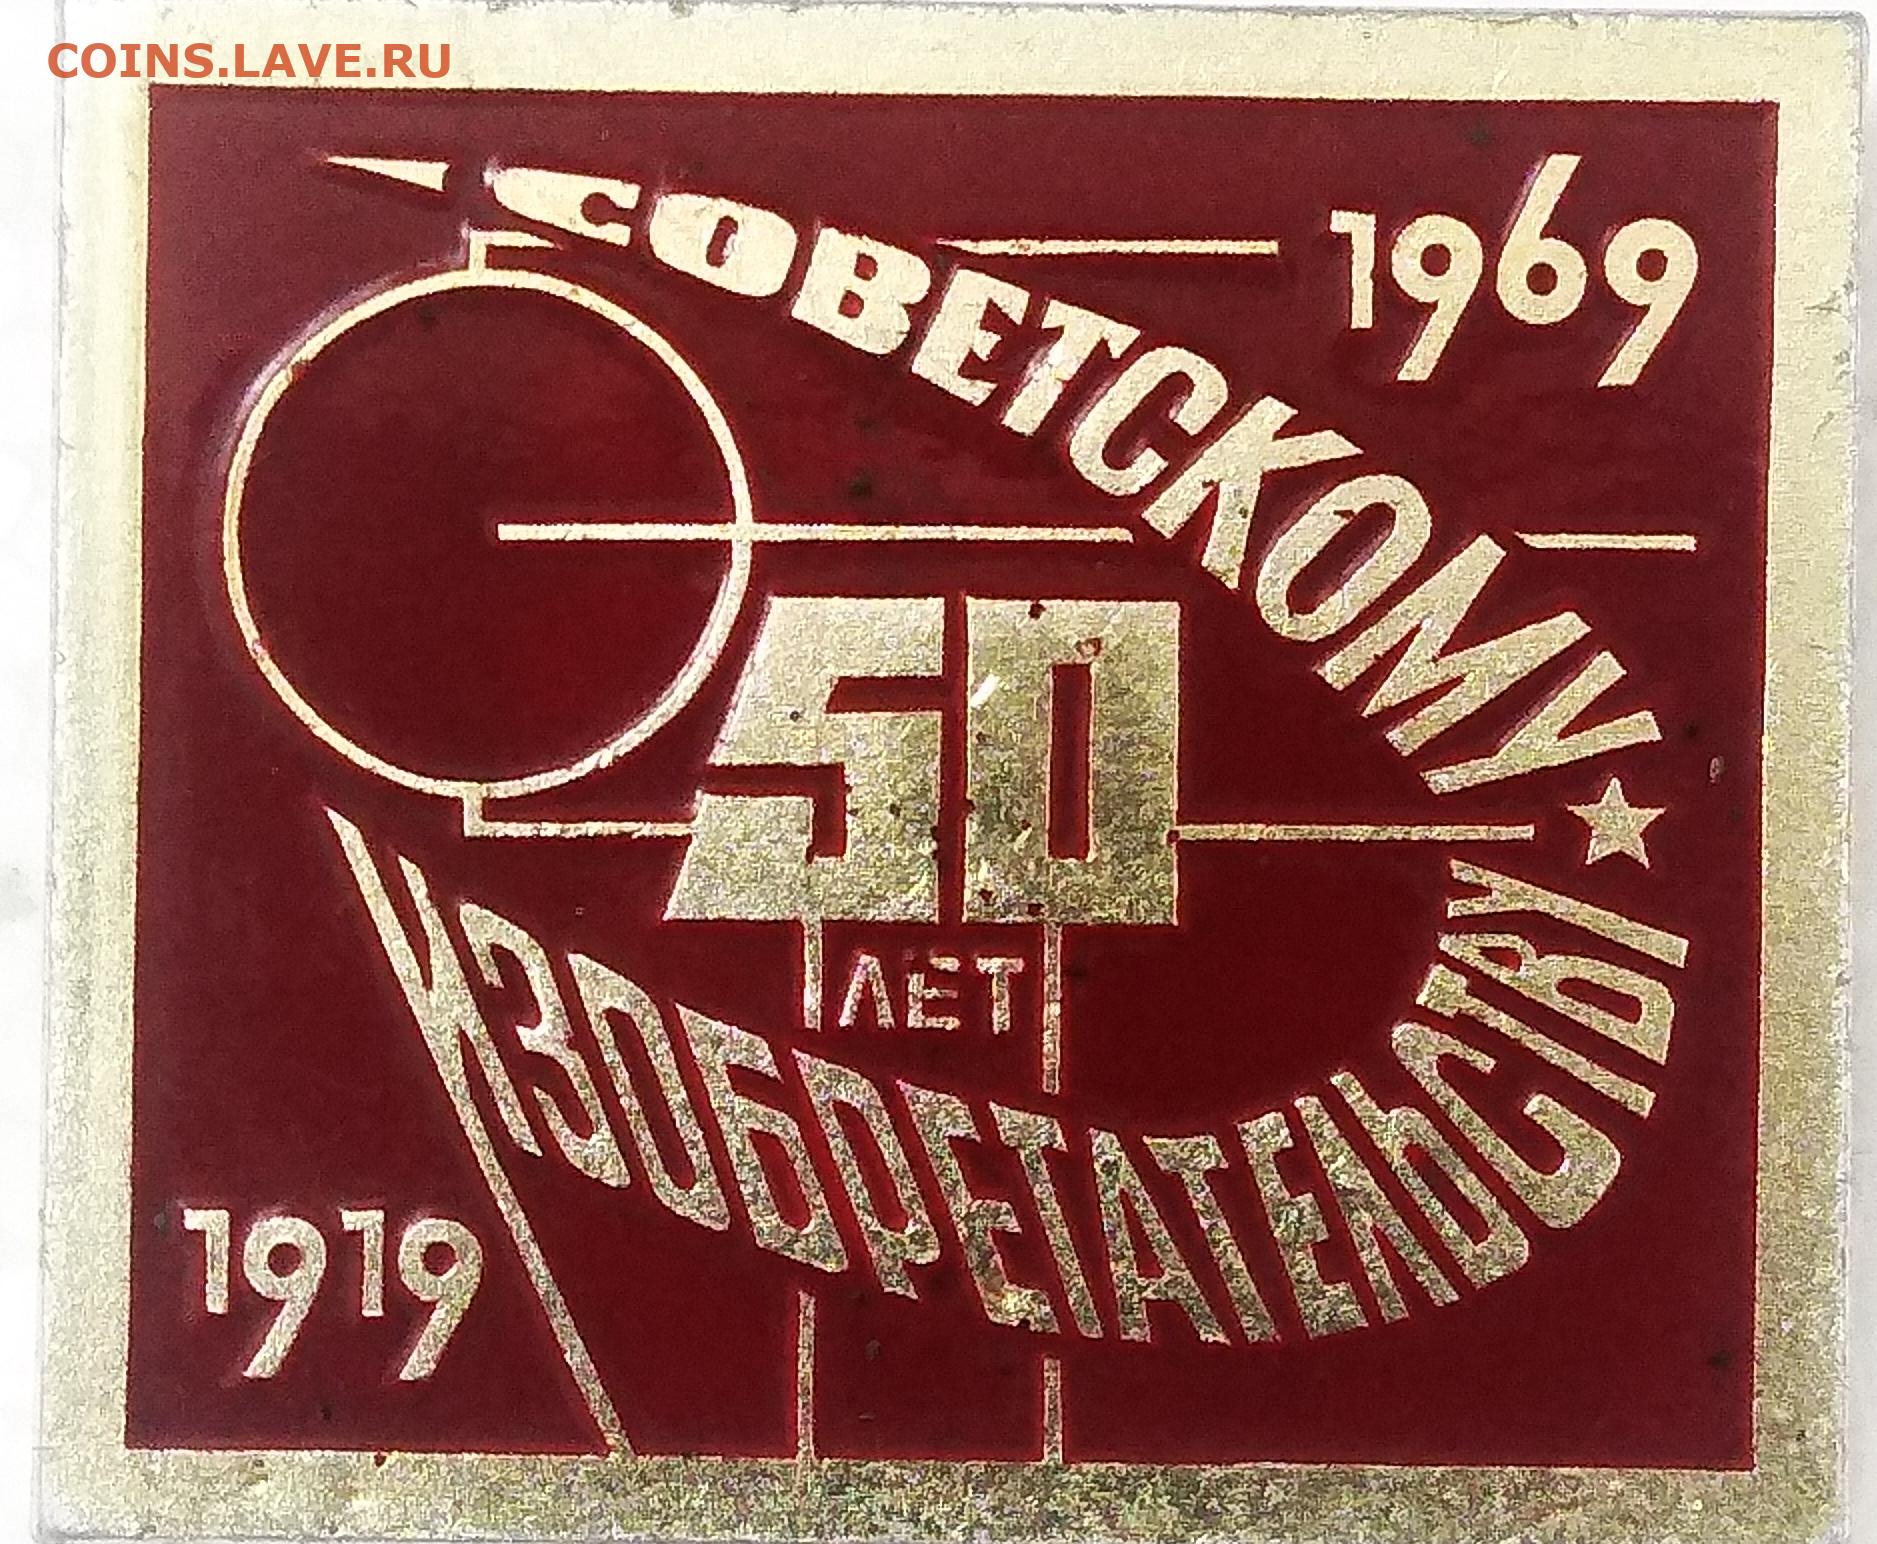 COINS.LAVE.RU
1969
СОВЕТСКОМУ
50
ЛЕТ
ИЗОБРЕТАТЕЛЬСТВУ
1919